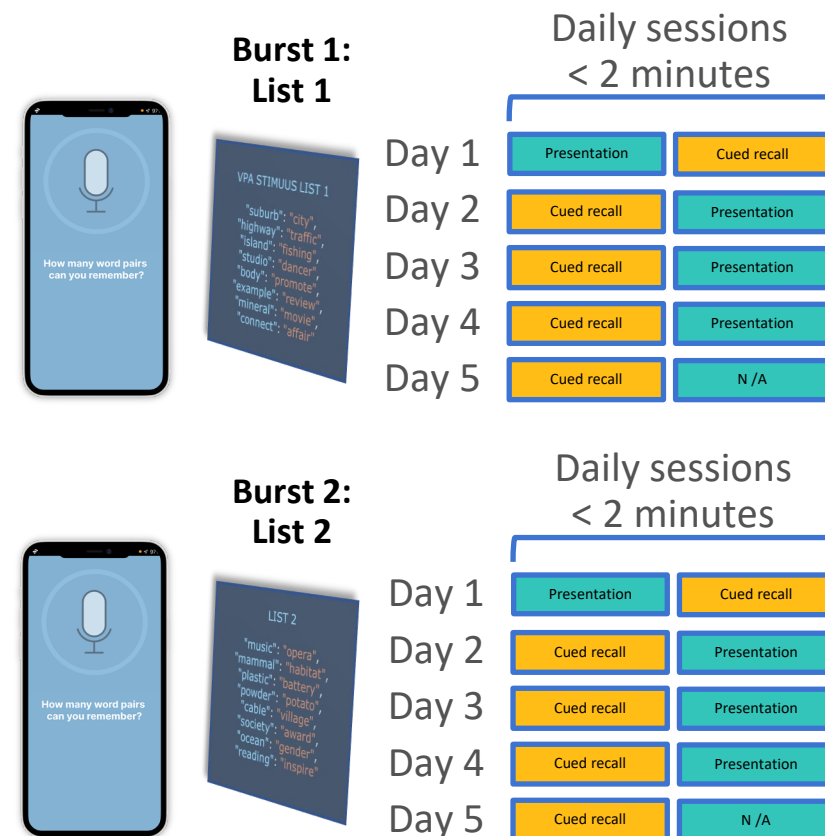 Burst 1:
List 1
Daily sessions
< 2 minutes
97
How many word pairs
can you remember?
VPA STIMUUS LIST 1
"suburb": "city",
"highway": "traffic",
"island": "fishing",
"studio": "dancer",
"body": "promote",
"example": "review",
"mineral": "movie",
"connect": "affair"
Day 1
Presentation
Cued recall
Day 2
Cued recall
Presentation
Day 3
Cued recall
Presentation
Day 4
Cued recall
Presentation
Day 5
Cued recall
N /A
Burst 2:
List 2
Daily sessions
< 2 minutes
97
How many word pairs
can you remember?
LIST 2
"music": "opera",
"mammal": "habitat",
"plastic": "battery",
"powder": "potato",
"cable": "village",
"society": "award",
"ocean": "gender",
"reading": "inspire"
Day 1
Presentation
Cued recall
Day 2
Cued recall
Presentation
Day 3
Cued recall
Presentation
Day 4
Cued recall
Presentation
Day 5
Cued recall
N /A